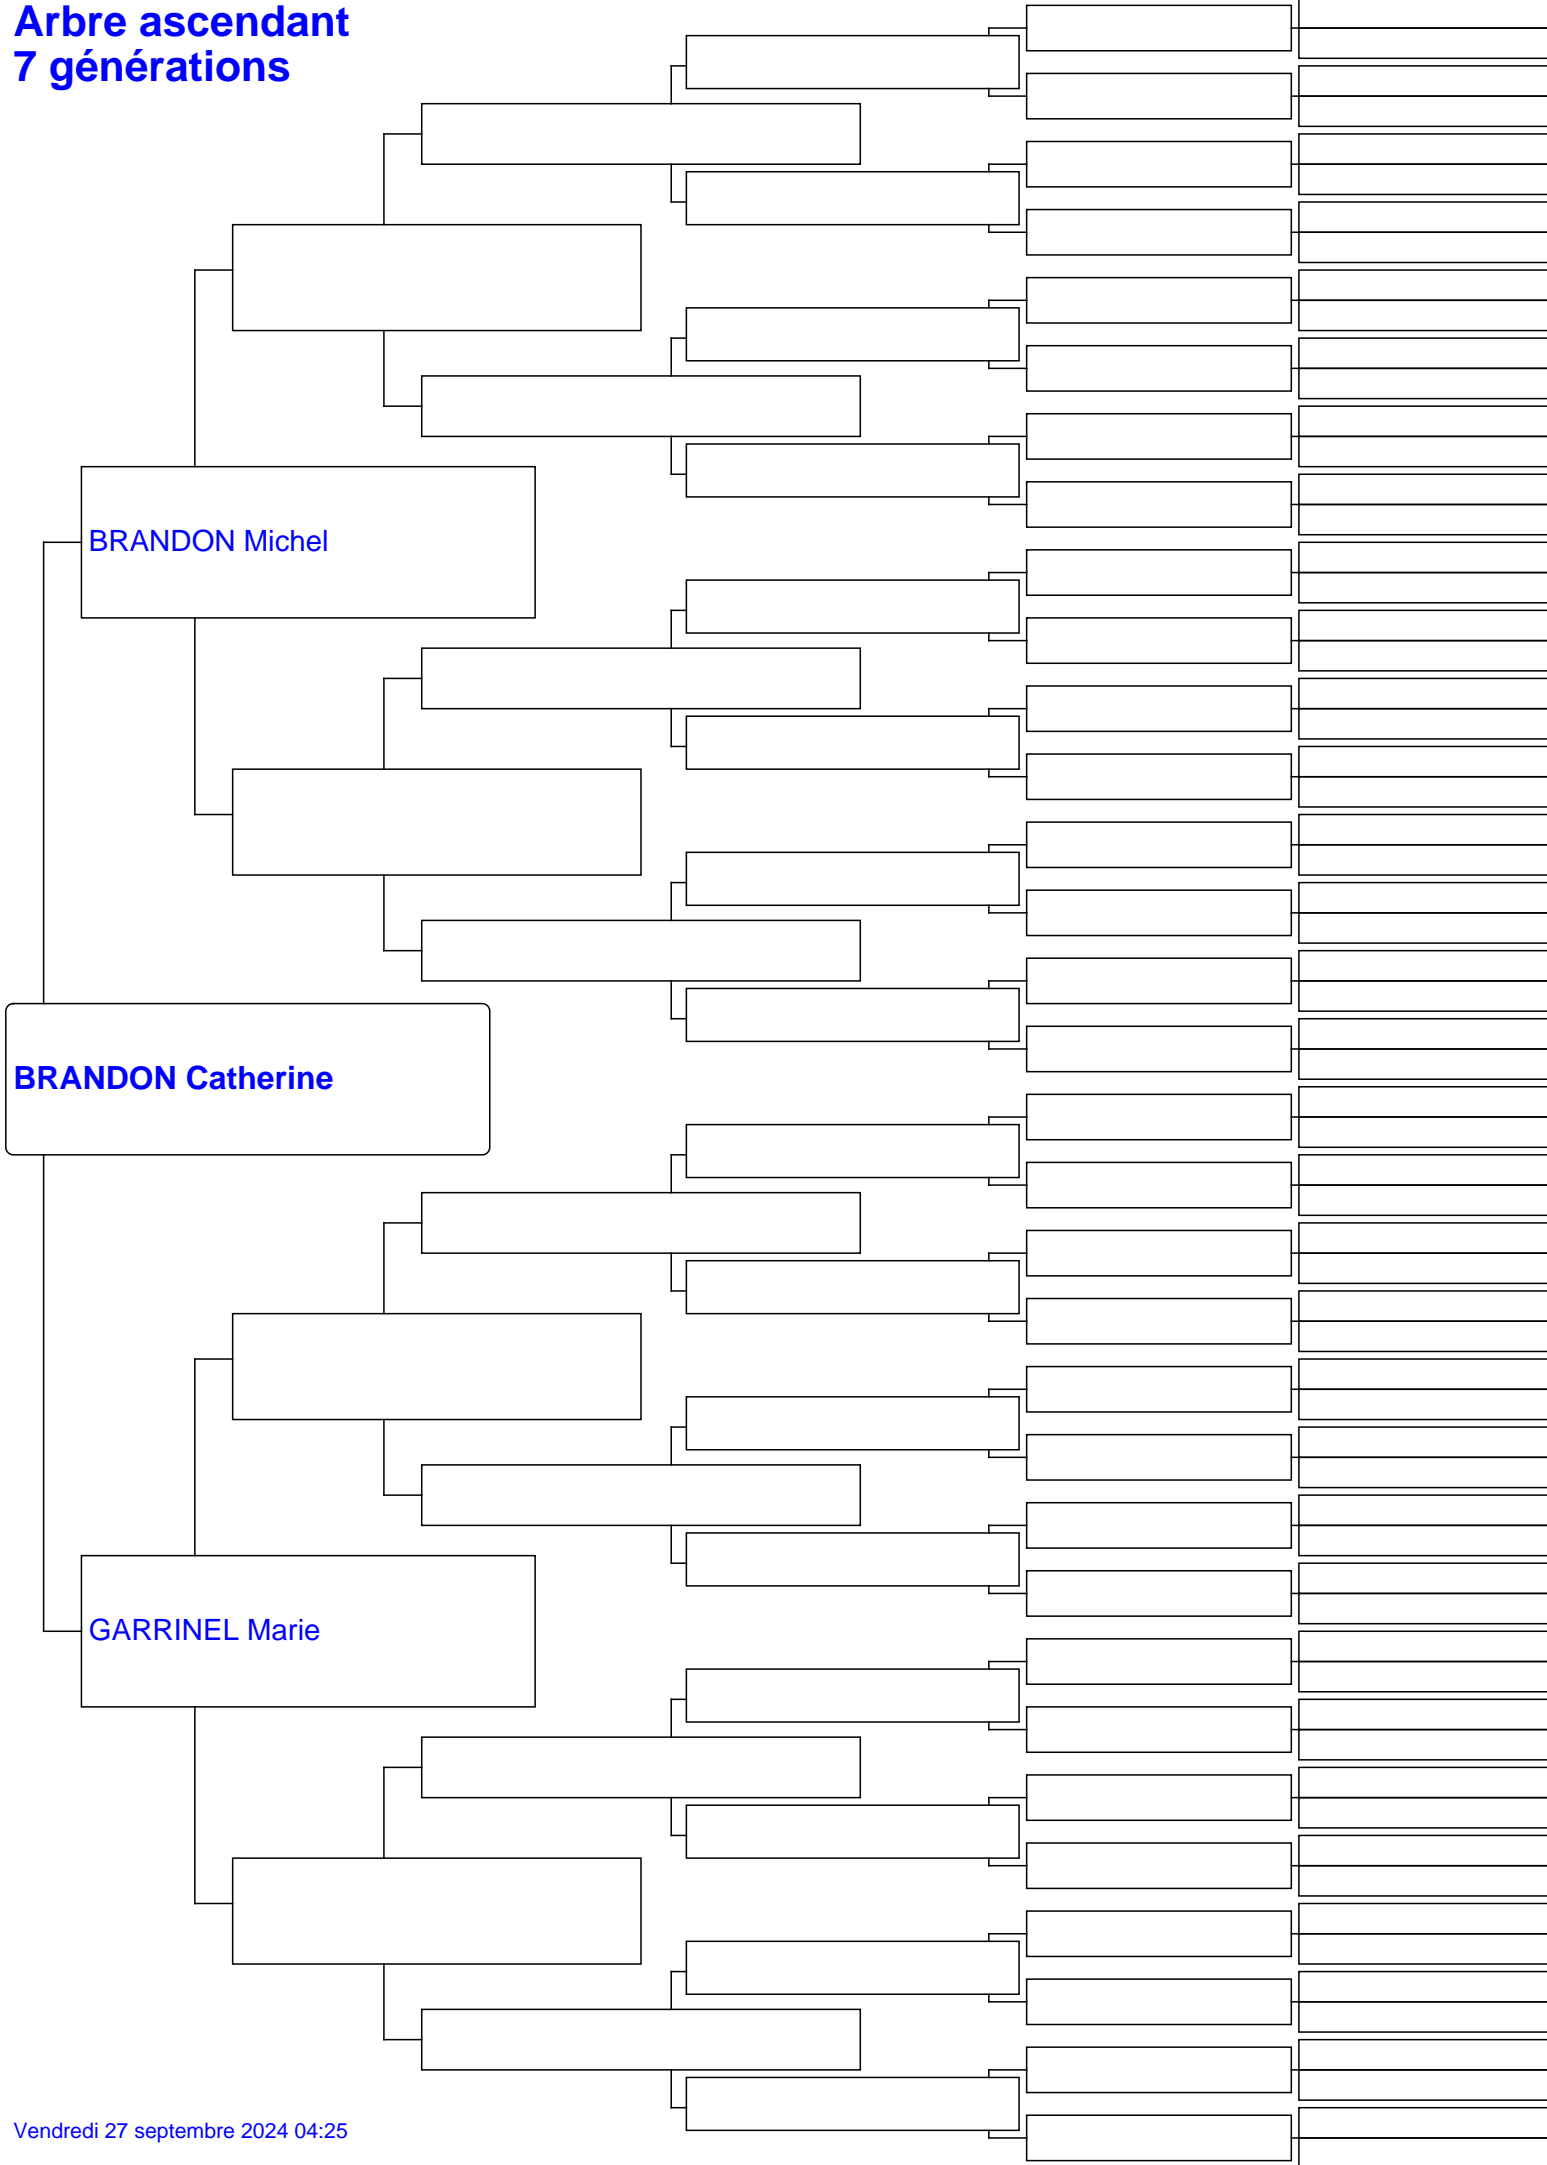 Arbre ascendant
7 générations
BRANDON Michel
BRANDON Catherine
GARRINEL Marie
Vendredi 27 septembre 2024 04:25